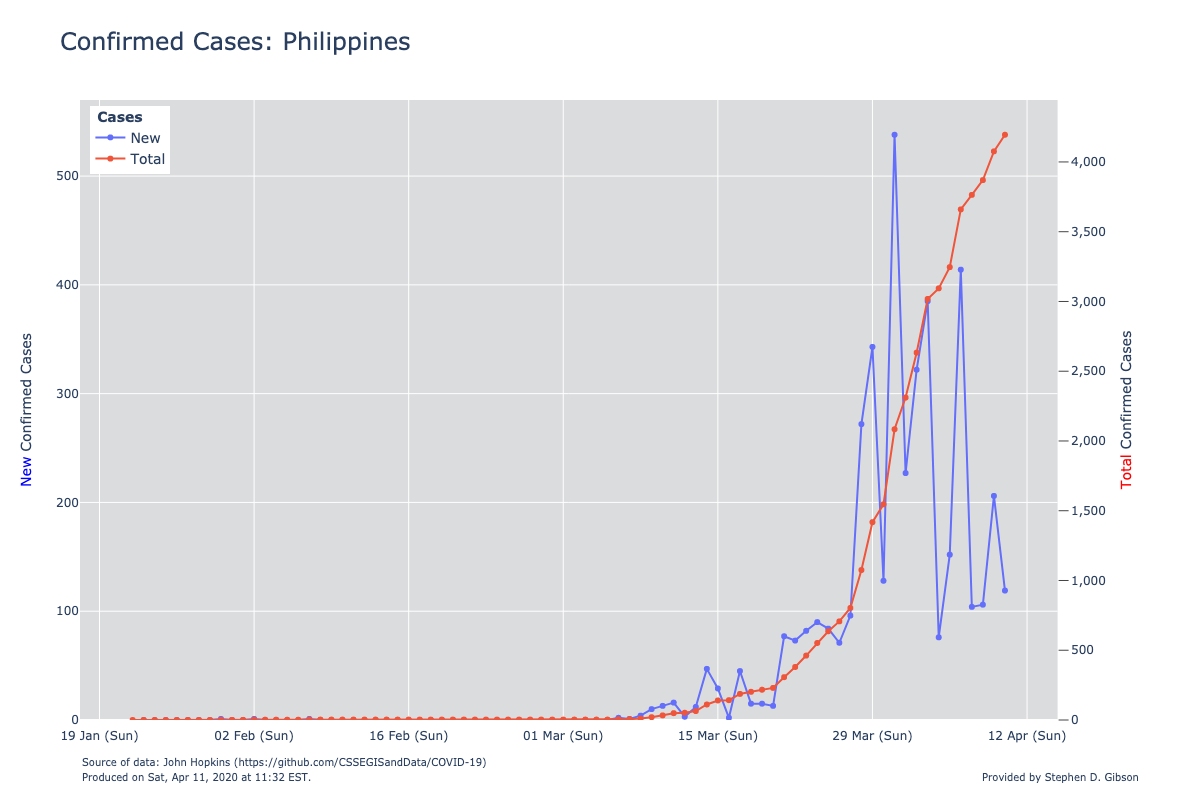 Confirmed Cases: Philippines
Cases
New
Total
500
400
300
200
100
0
New Confirmed Cases
4,000
3,500
3,000
2,500
2,000
1,500
1,000
500
0
Total Confirmed Cases
19 Jan (Sun) 02 Feb (Sun) 16 Feb (Sun) 01 Mar (Sun) 15 Mar (Sun) 29 Mar (Sun) 12 Apr (Sun)
Source of data: John Hopkins (https://github.com/CSSEGISandData/COVID-19)
Produced on Sat, Apr 11, 2020 at 11:32 EST.
Provided by Stephen D. Gibson